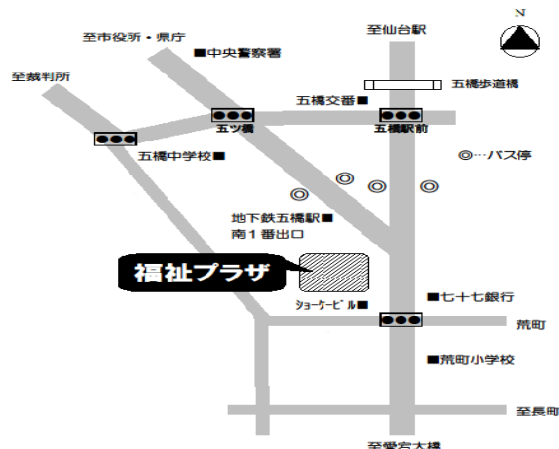 N
至仙台駅
至市役所・県庁
■中央警察署
至裁判所
五橋歩道橋
五橋交番■
五ツ橋
五橋駅前
五橋中学校■
◎…バス停
地下鉄五橋駅■
南1番出口
福祉プラザ
ショーケービル■
■七十七銀行
荒町
■荒町小学校
至長町
至愛宕大橋